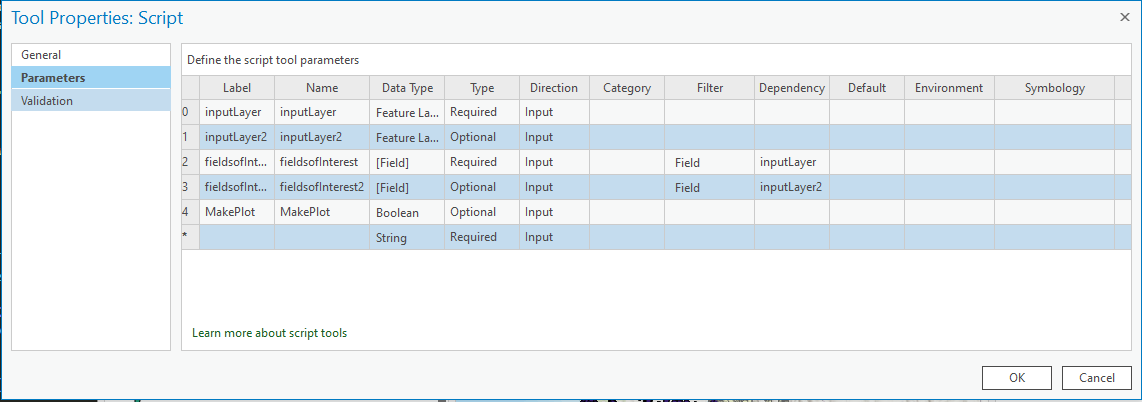 Tool Properties: Script
General
Parameters
Validation
Define the script tool parameters
Label Name Data Type Type Direction Category Filter Dependency Default Environment Symbology
0 inputLayer inputLayer Feature La... Required Input
1 inputLayer2 inputLayer2 Feature La... Optional Input
2 fieldsofInt... fieldsofInterest [Field] Required Input Field inputLayer
3 fieldsofInt... fieldsofInterest2 [Field] Optional Input Field inputLayer2
4 MakePlot MakePlot Boolean Optional Input
* String Required Input
Learn more about script tools
OK Cancel